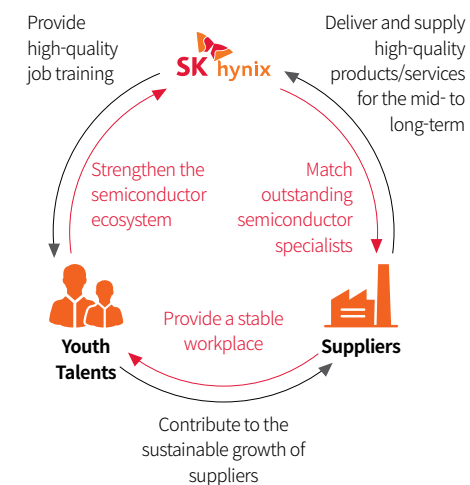 Provide
high-quality
job training
SK hynix
Deliver and supply
high-quality
products/services
for the mid- to
long-term
Strengthen the
semiconductor
ecosystem
Match
outstanding
semiconductor
specialists
Provide a stable
workplace
Youth
Talents
Suppliers
Contribute to the
sustainable growth of
suppliers